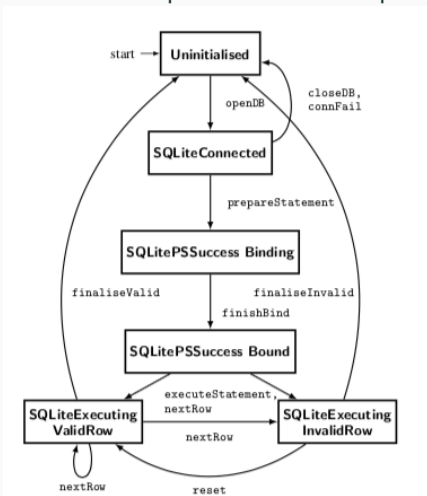 start
Uninitialised
openDB
closeDB,
connFail
SQLiteConnected
prepareStatement
SQLitePSSuccess Binding
finaliseValid
finaliseInvalid
finishBind
SQLitePSSuccess Bound
executeStatement,
nextRow
SQLiteExecuting
ValidRow
nextRow
SQLiteExecuting
InvalidRow
nextRow
reset